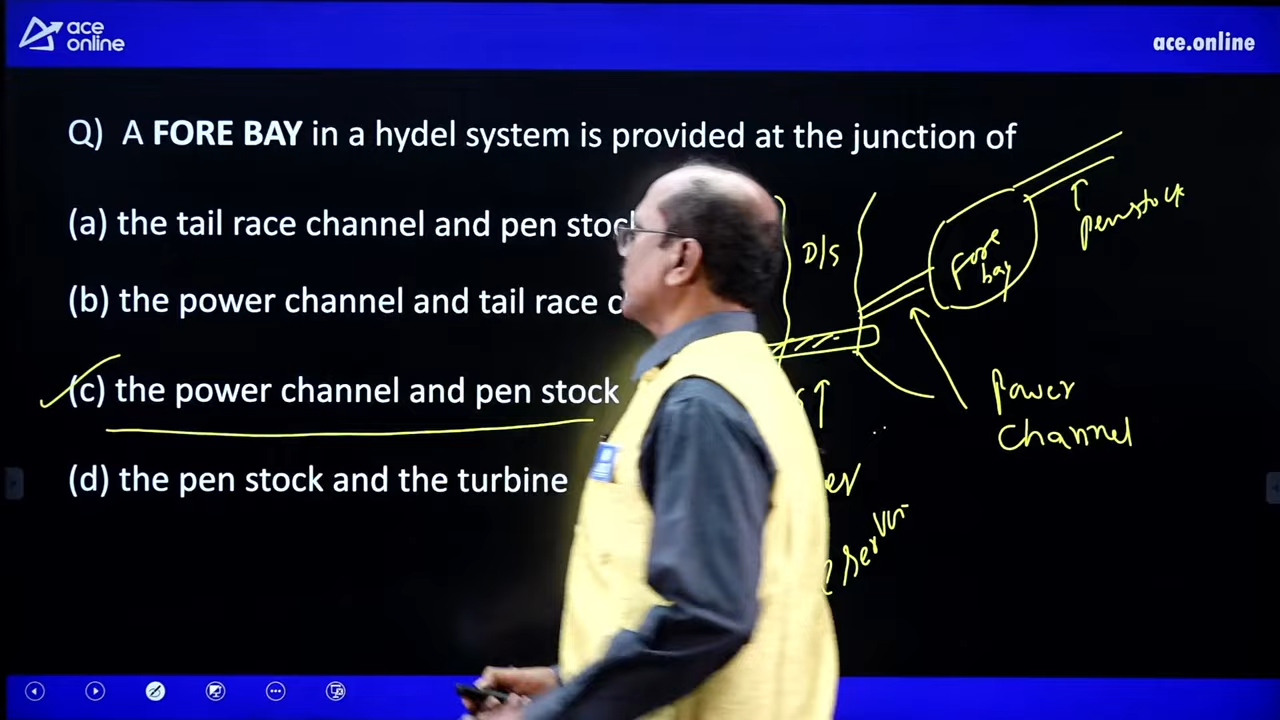 ace
online
ace.online
Q) A FORE BAY in a hydel system is provided at the junction of
(a) the tail race channel and pen
(b) the power channel and tail race
(c) the power channel and pen stock
(d) the pen stock and the turbine
D/S
Fore
bay
penstock
Power
channel